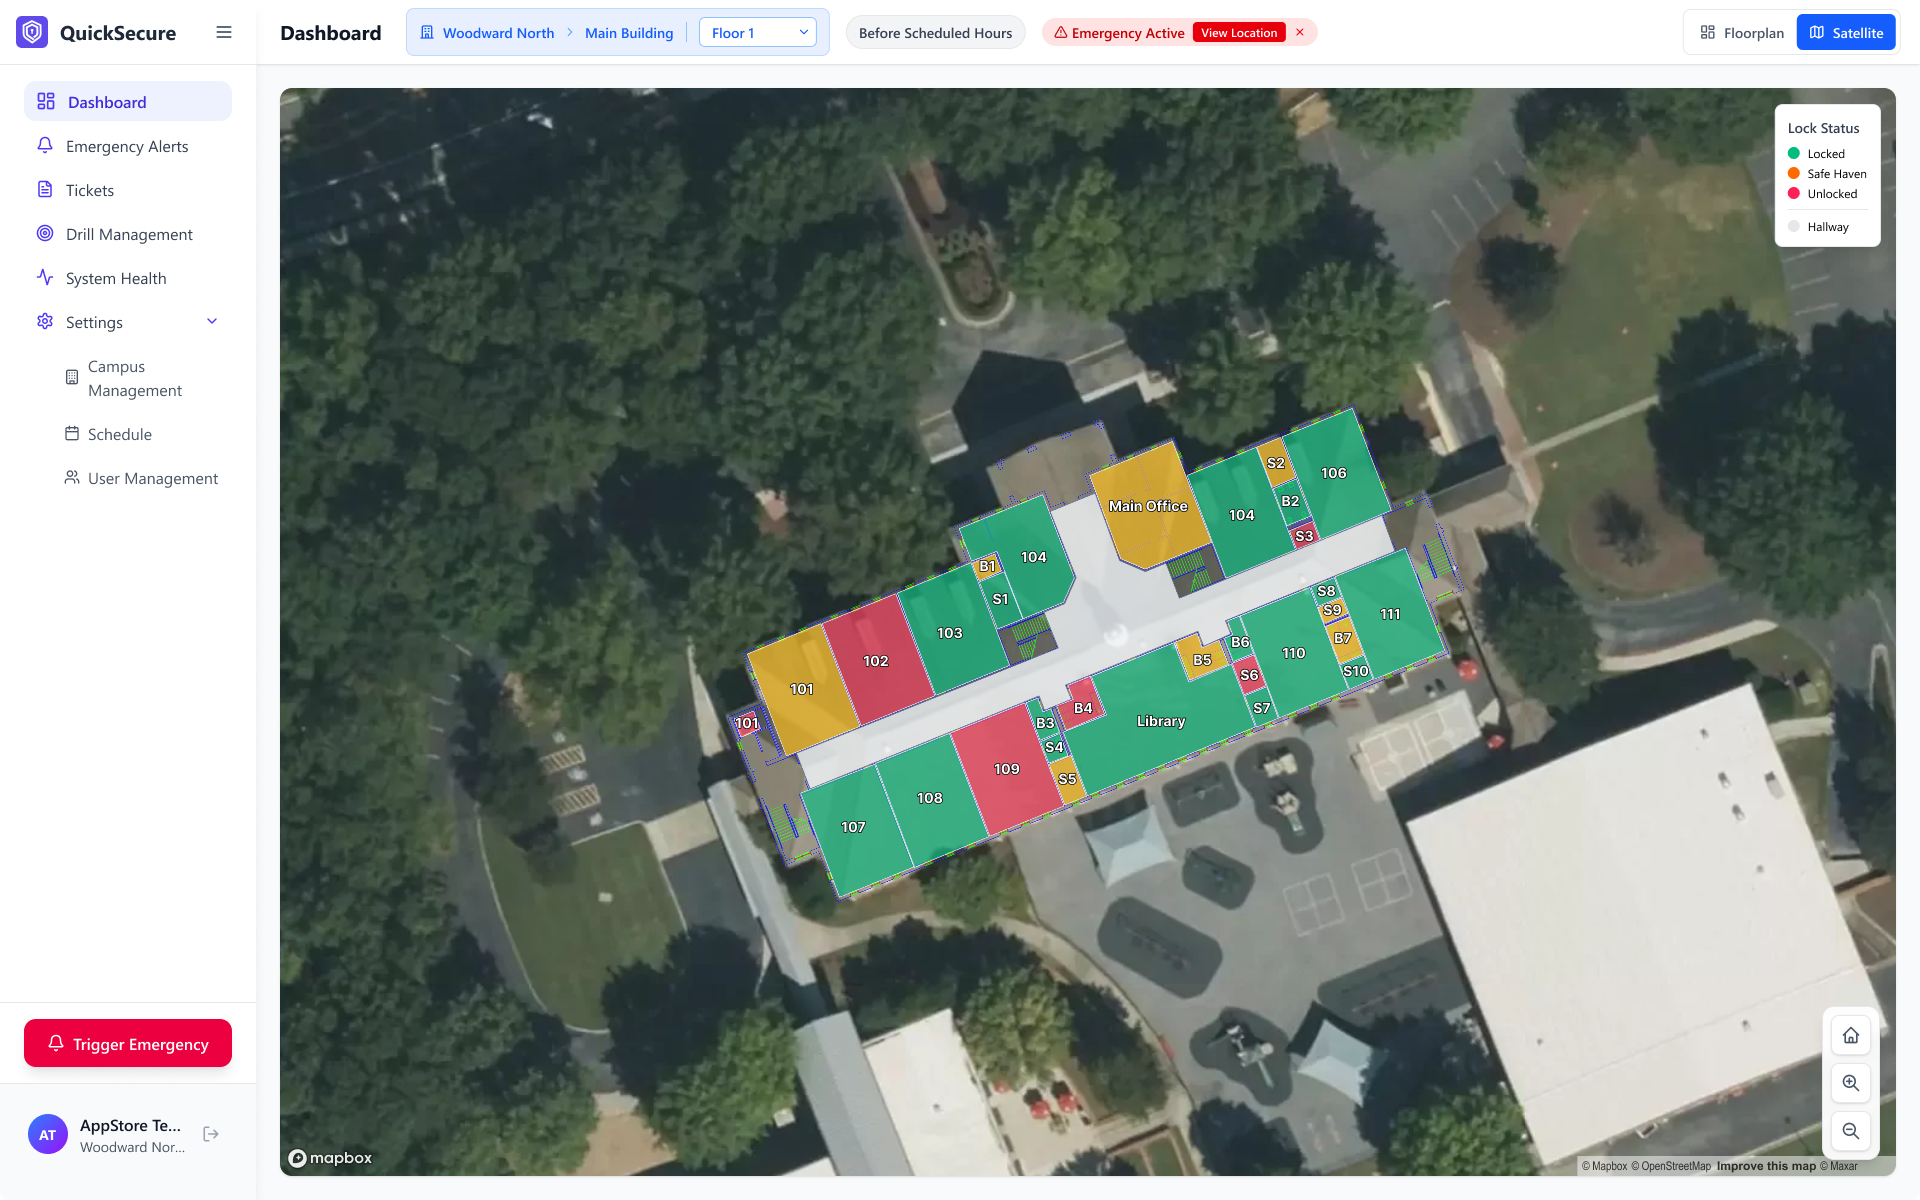 QuickSecure
Dashboard
Woodward North
Main Building
Floor 1
Before Scheduled Hours
Emergency Active
View Location
Floorplan
Satellite
Dashboard
Emergency Alerts
Tickets
Drill Management
System Health
Settings
Campus
Management
Schedule
User Management
Trigger Emergency
AT
AppStore Te...
Woodward Nor...
Lock Status
Locked
Safe Haven
Unlocked
Hallway
S2
106
Main Office
B2
104
S3
104
B1
S1
S8
S9
111
103
B6
B7
110
102
B5
S10
S6
101
B4
S7
101
B3
Library
S4
109
S5
108
107
mapbox
© Mapbox © OpenStreetMap Improve this map © Maxar